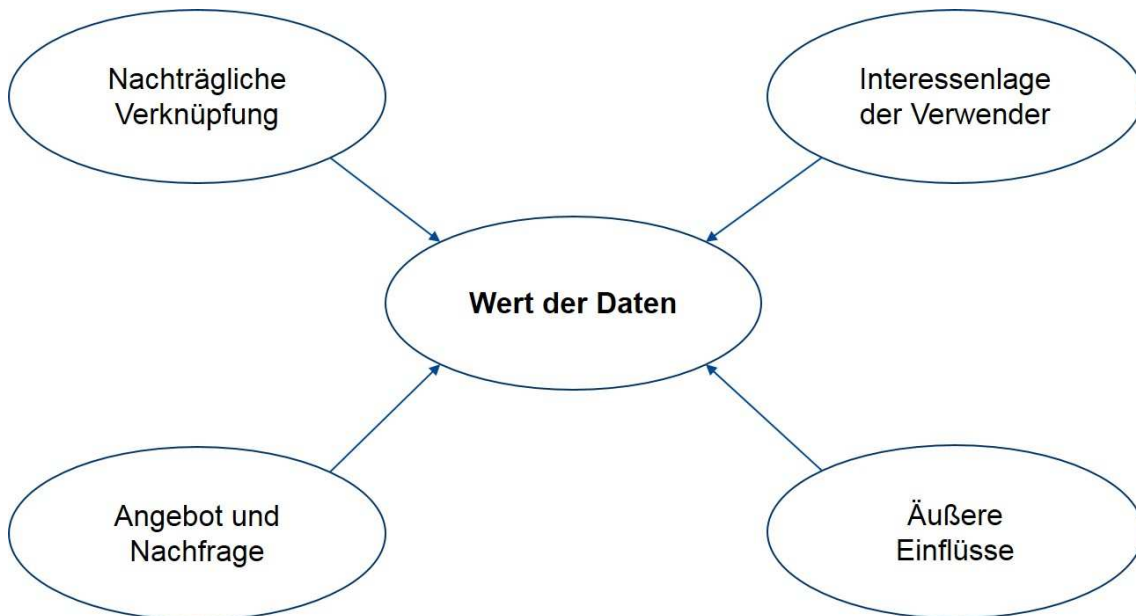 Nachträgliche
Verknüpfung
Interessenlage
der Verwender
Wert der Daten
Angebot und
Nachfrage
Äußere
Einflüsse